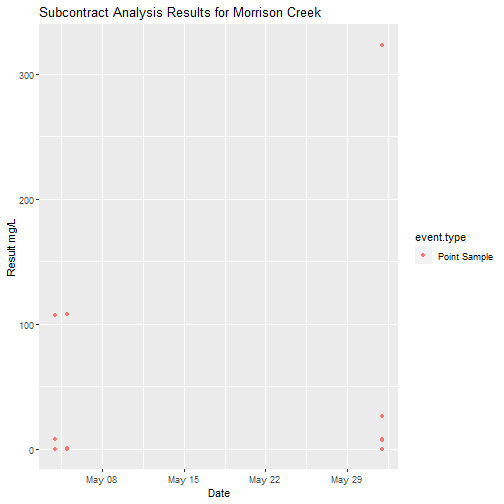 Subcontract Analysis Results for Morrison Creek
300
200
100
0
Result mg/L
May 08 May 15 May 22 May 29
Date
event.type
Point Sample